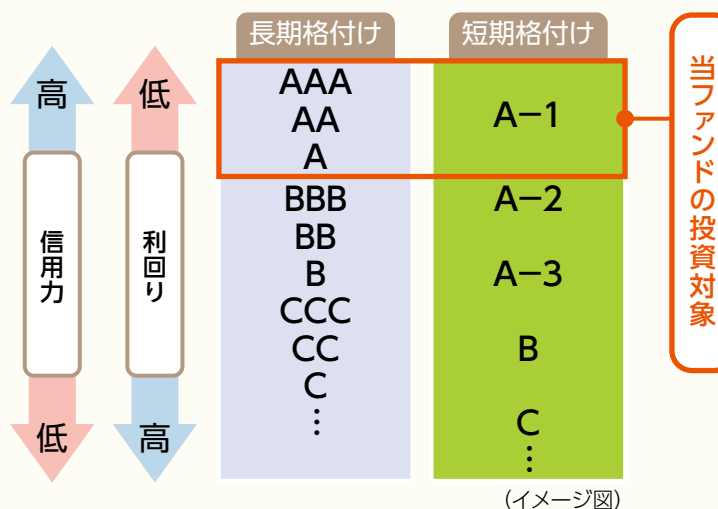 長期格付け
短期格付け
高
低
信用力
利回り
低
高
AAA
AA
A
BBB
BB
B
CCC
CC
C
⋮
A−1
A−2
A−3
B
C
⋮
当ファンドの投資対象
(イメージ図)